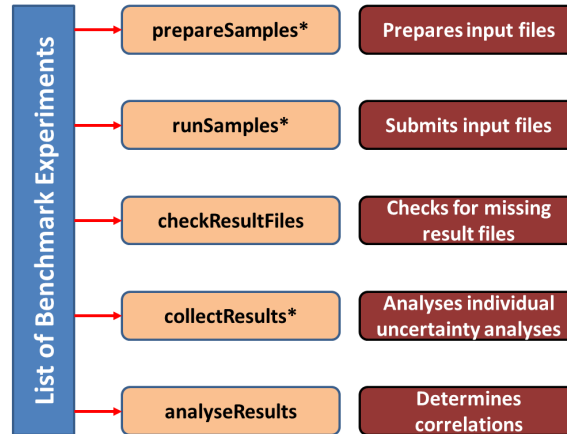 List of Benchmark Experiments
prepareSamples*
Prepares input files
runSamples*
Submits input files
checkResultFiles
Checks for missing
result files
collectResults*
Analyses individual
uncertainty analyses
analyseResults
Determines
correlations